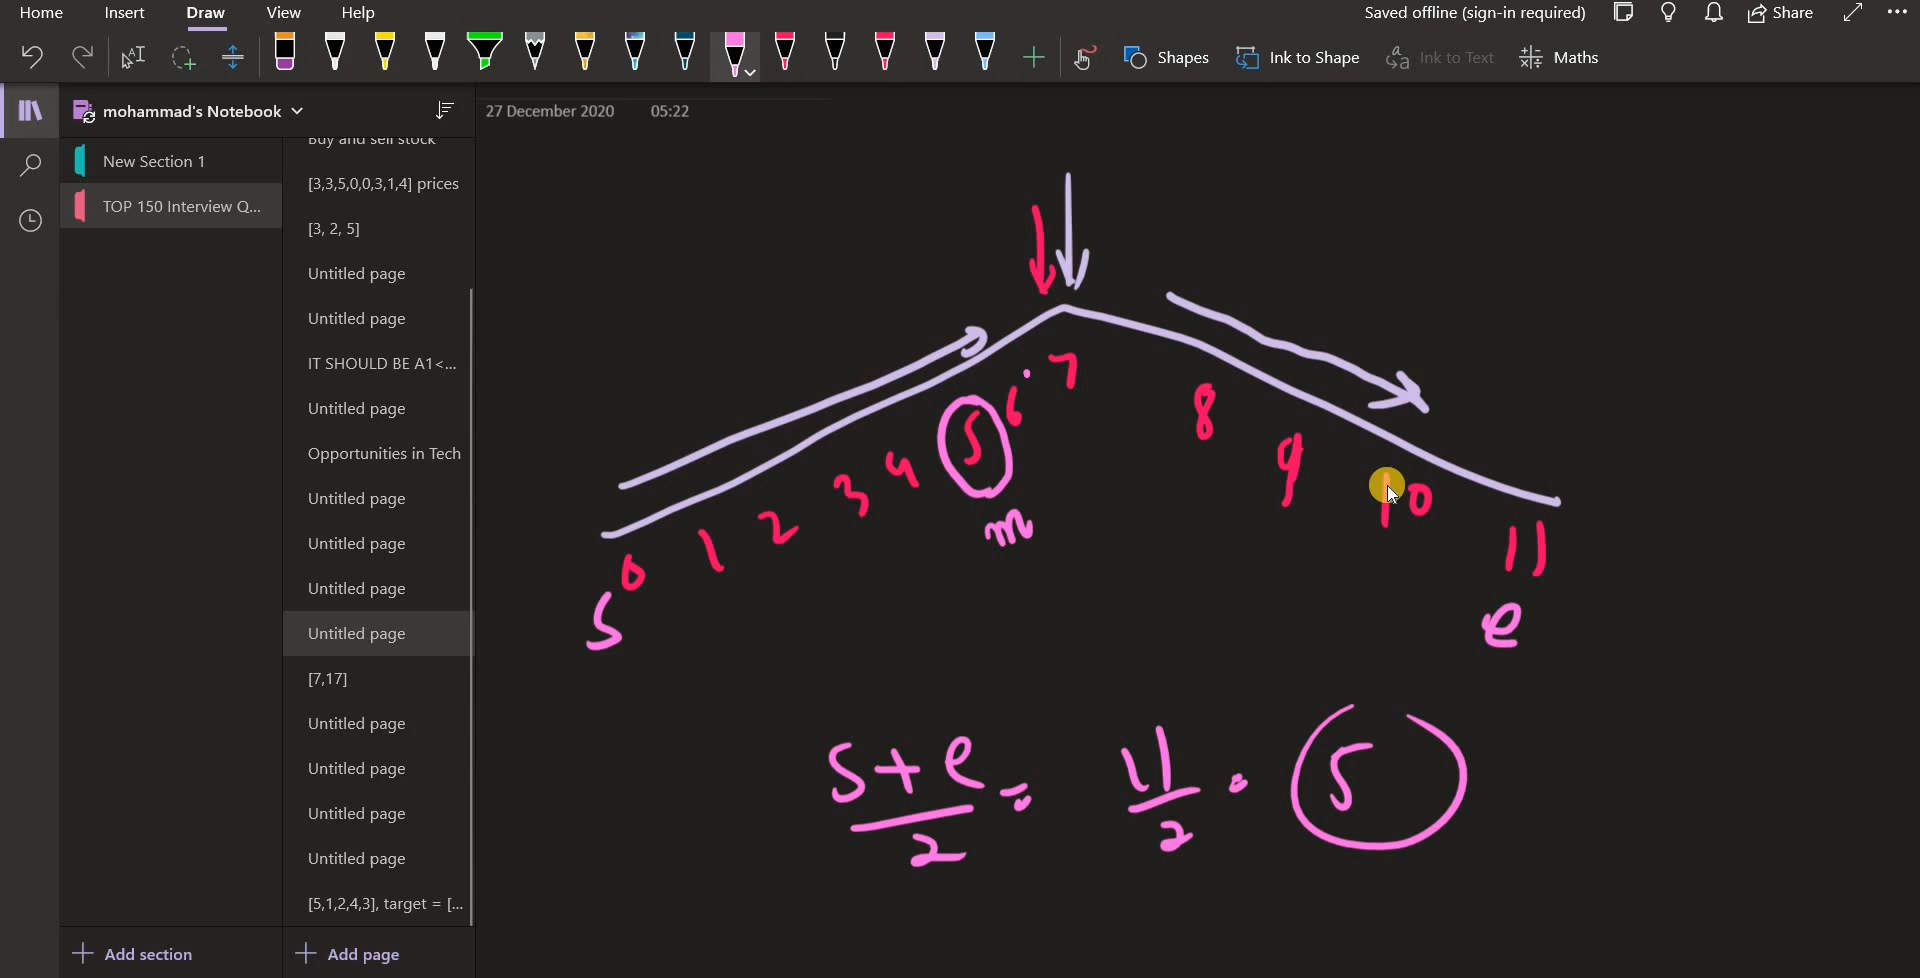 Home Insert Draw View Help Saved offline (sign-in required) Share
Shapes Ink to Shape Ink to Text Maths
mohammad's Notebook
27 December 2020 05:22
New Section 1
TOP 150 Interview Q...
Buy and sell stock
[3,3,5,0,0,3,1,4] prices
[3, 2, 5]
Untitled page
Untitled page
IT SHOULD BE A1<...
Untitled page
Opportunities in Tech
Untitled page
Untitled page
Untitled page
Untitled page
[7,17]
Untitled page
Untitled page
Untitled page
Untitled page
[5,1,2,4,3], target = [...
Add section
Add page
0 1 2 3 4 5 6 7 8 9 10 11
m
S e
S+e/2 = 11/2 = 5